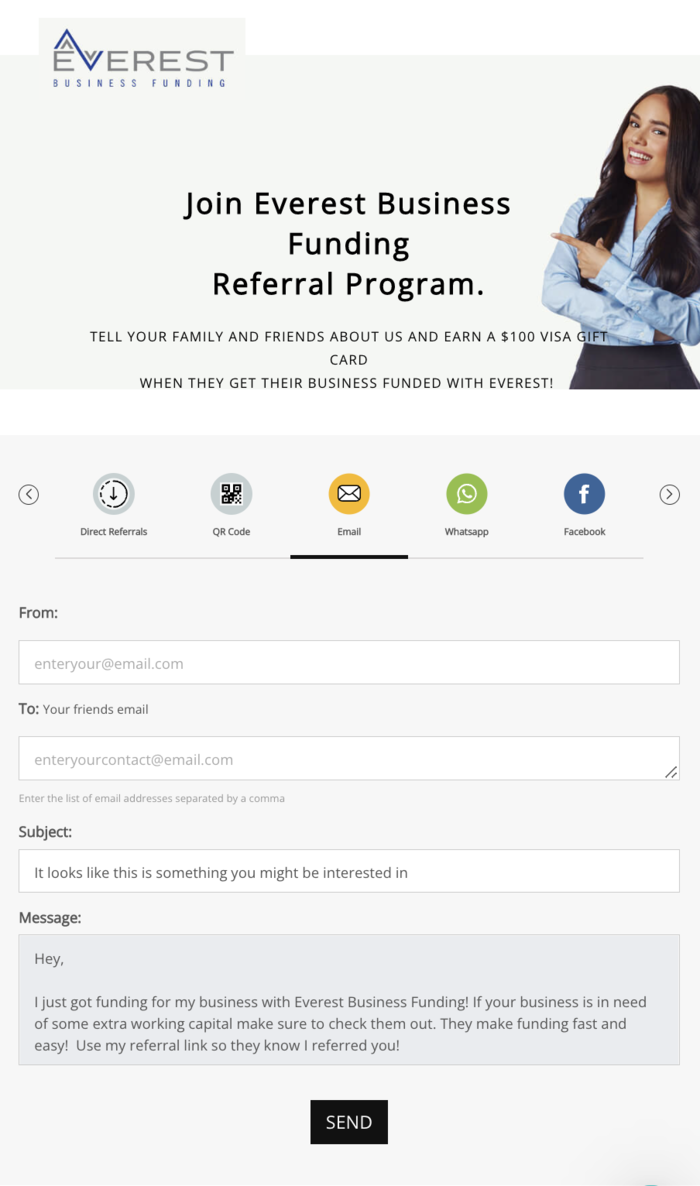 EVEREST
BUSINESS FUNDING
Join Everest Business
Funding
Referral Program.
TELL YOUR FAMILY AND FRIENDS ABOUT US AND EARN A $100 VISA GIFT
CARD
WHEN THEY GET THEIR BUSINESS FUNDED WITH EVEREST!
Direct Referrals
QR Code
Email
Whatsapp
Facebook
From:
enteryour@email.com
To: Your friends email
enteryourcontact@email.com
Enter the list of email addresses separated by a comma
Subject:
It looks like this is something you might be interested in
Message:
Hey,
I just got funding for my business with Everest Business Funding! If your business is in need
of some extra working capital make sure to check them out. They make funding fast and
easy!  Use my referral link so they know I referred you!
SEND